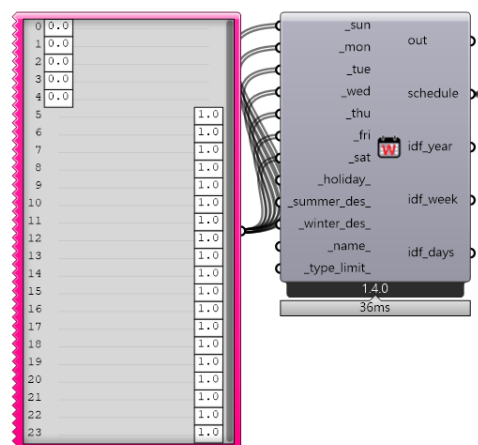 0 0.0
1 0.0
2 0.0
3 0.0
4 0.0
5 1.0
6 1.0
7 1.0
8 1.0
9 1.0
10 1.0
11 1.0
12 1.0
13 1.0
14 1.0
15 1.0
16 1.0
17 1.0
18 1.0
19 1.0
20 1.0
21 1.0
22 1.0
23 1.0
_sun
_mon
_tue
_wed
_thu
_fri
_sat
_holiday_
_summer_des_
_winter_des_
_name_
_type_limit_
W
out
schedule
idf_year
idf_week
idf_days
1.4.0
36ms